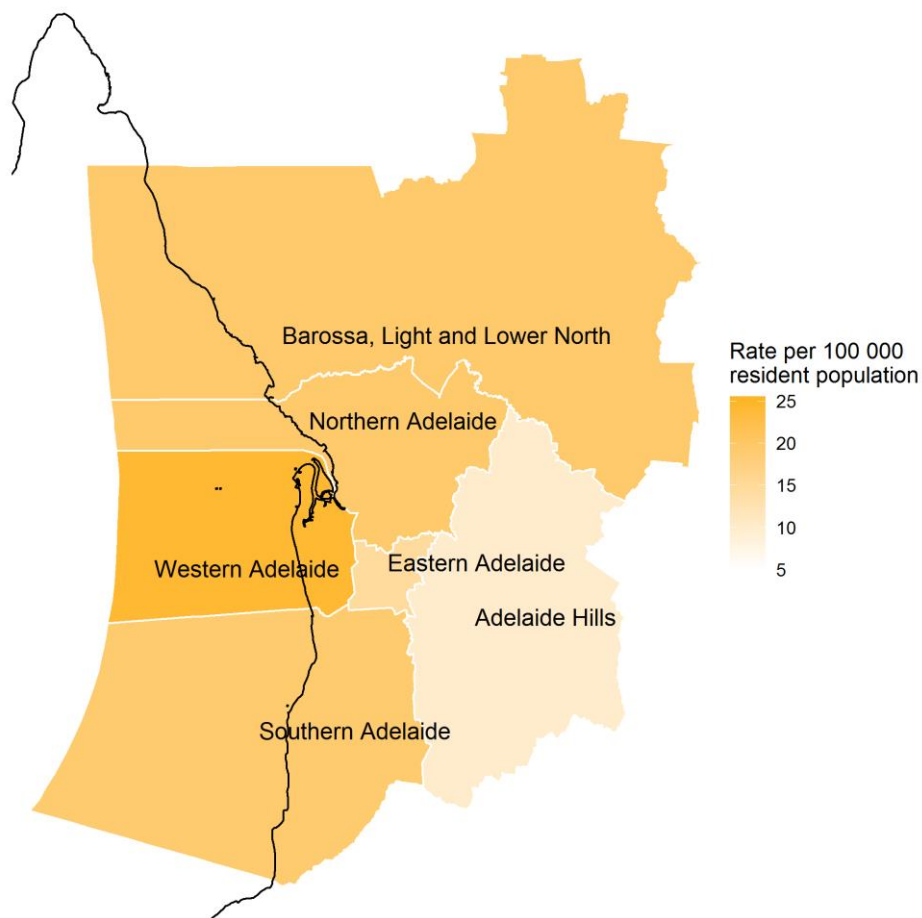 Barossa, Light and Lower North
Rate per 100 000
resident population
25
Northern Adelaide
20
15
10
Western Adelaide
Eastern Adelaide
5
Adelaide Hills
Southern Adelaide